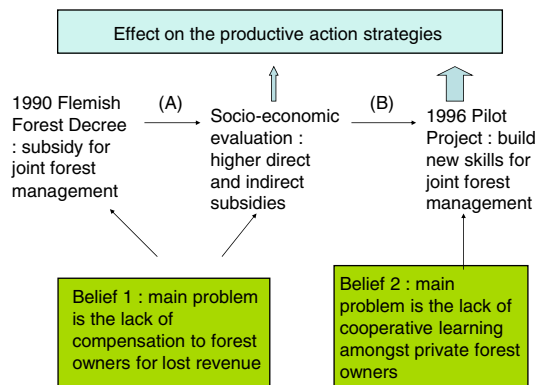 Effect on the productive action strategies
1990 Flemish
Forest Decree
: subsidy for
joint forest
management
(A)
Socio-economic
evaluation :
higher direct
and indirect
subsidies
(B)
1996 Pilot
Project : build
new skills for
joint forest
management
Belief 1 : main problem
is the lack of
compensation to forest
owners for lost revenue
Belief 2 : main
problem is the lack of
cooperative learning
amongst private forest
owners